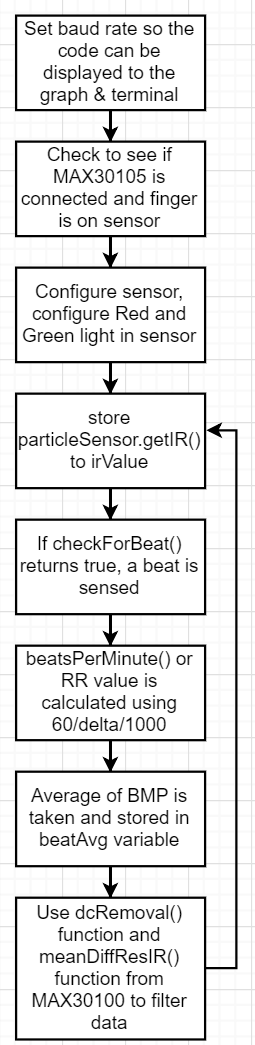 Set baud rate so the
code can be
displayed to the
graph & terminal
Check to see if
MAX30105 is
connected and finger
is on sensor
Configure sensor,
configure Red and
Green light in sensor
store
particleSensor.getIR()
to irValue
If checkForBeat()
returns true, a beat is
sensed
beatsPerMinute() or
RR value is
calculated using
60/delta/1000
Average of BMP is
taken and stored in
beatAvg variable
Use dcRemoval()
function and
meanDiffResIR()
function from
MAX30100 to filter
data